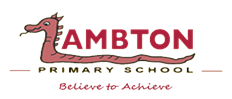 LAMBTON
PRIMARY SCHOOL
Believe to Achieve